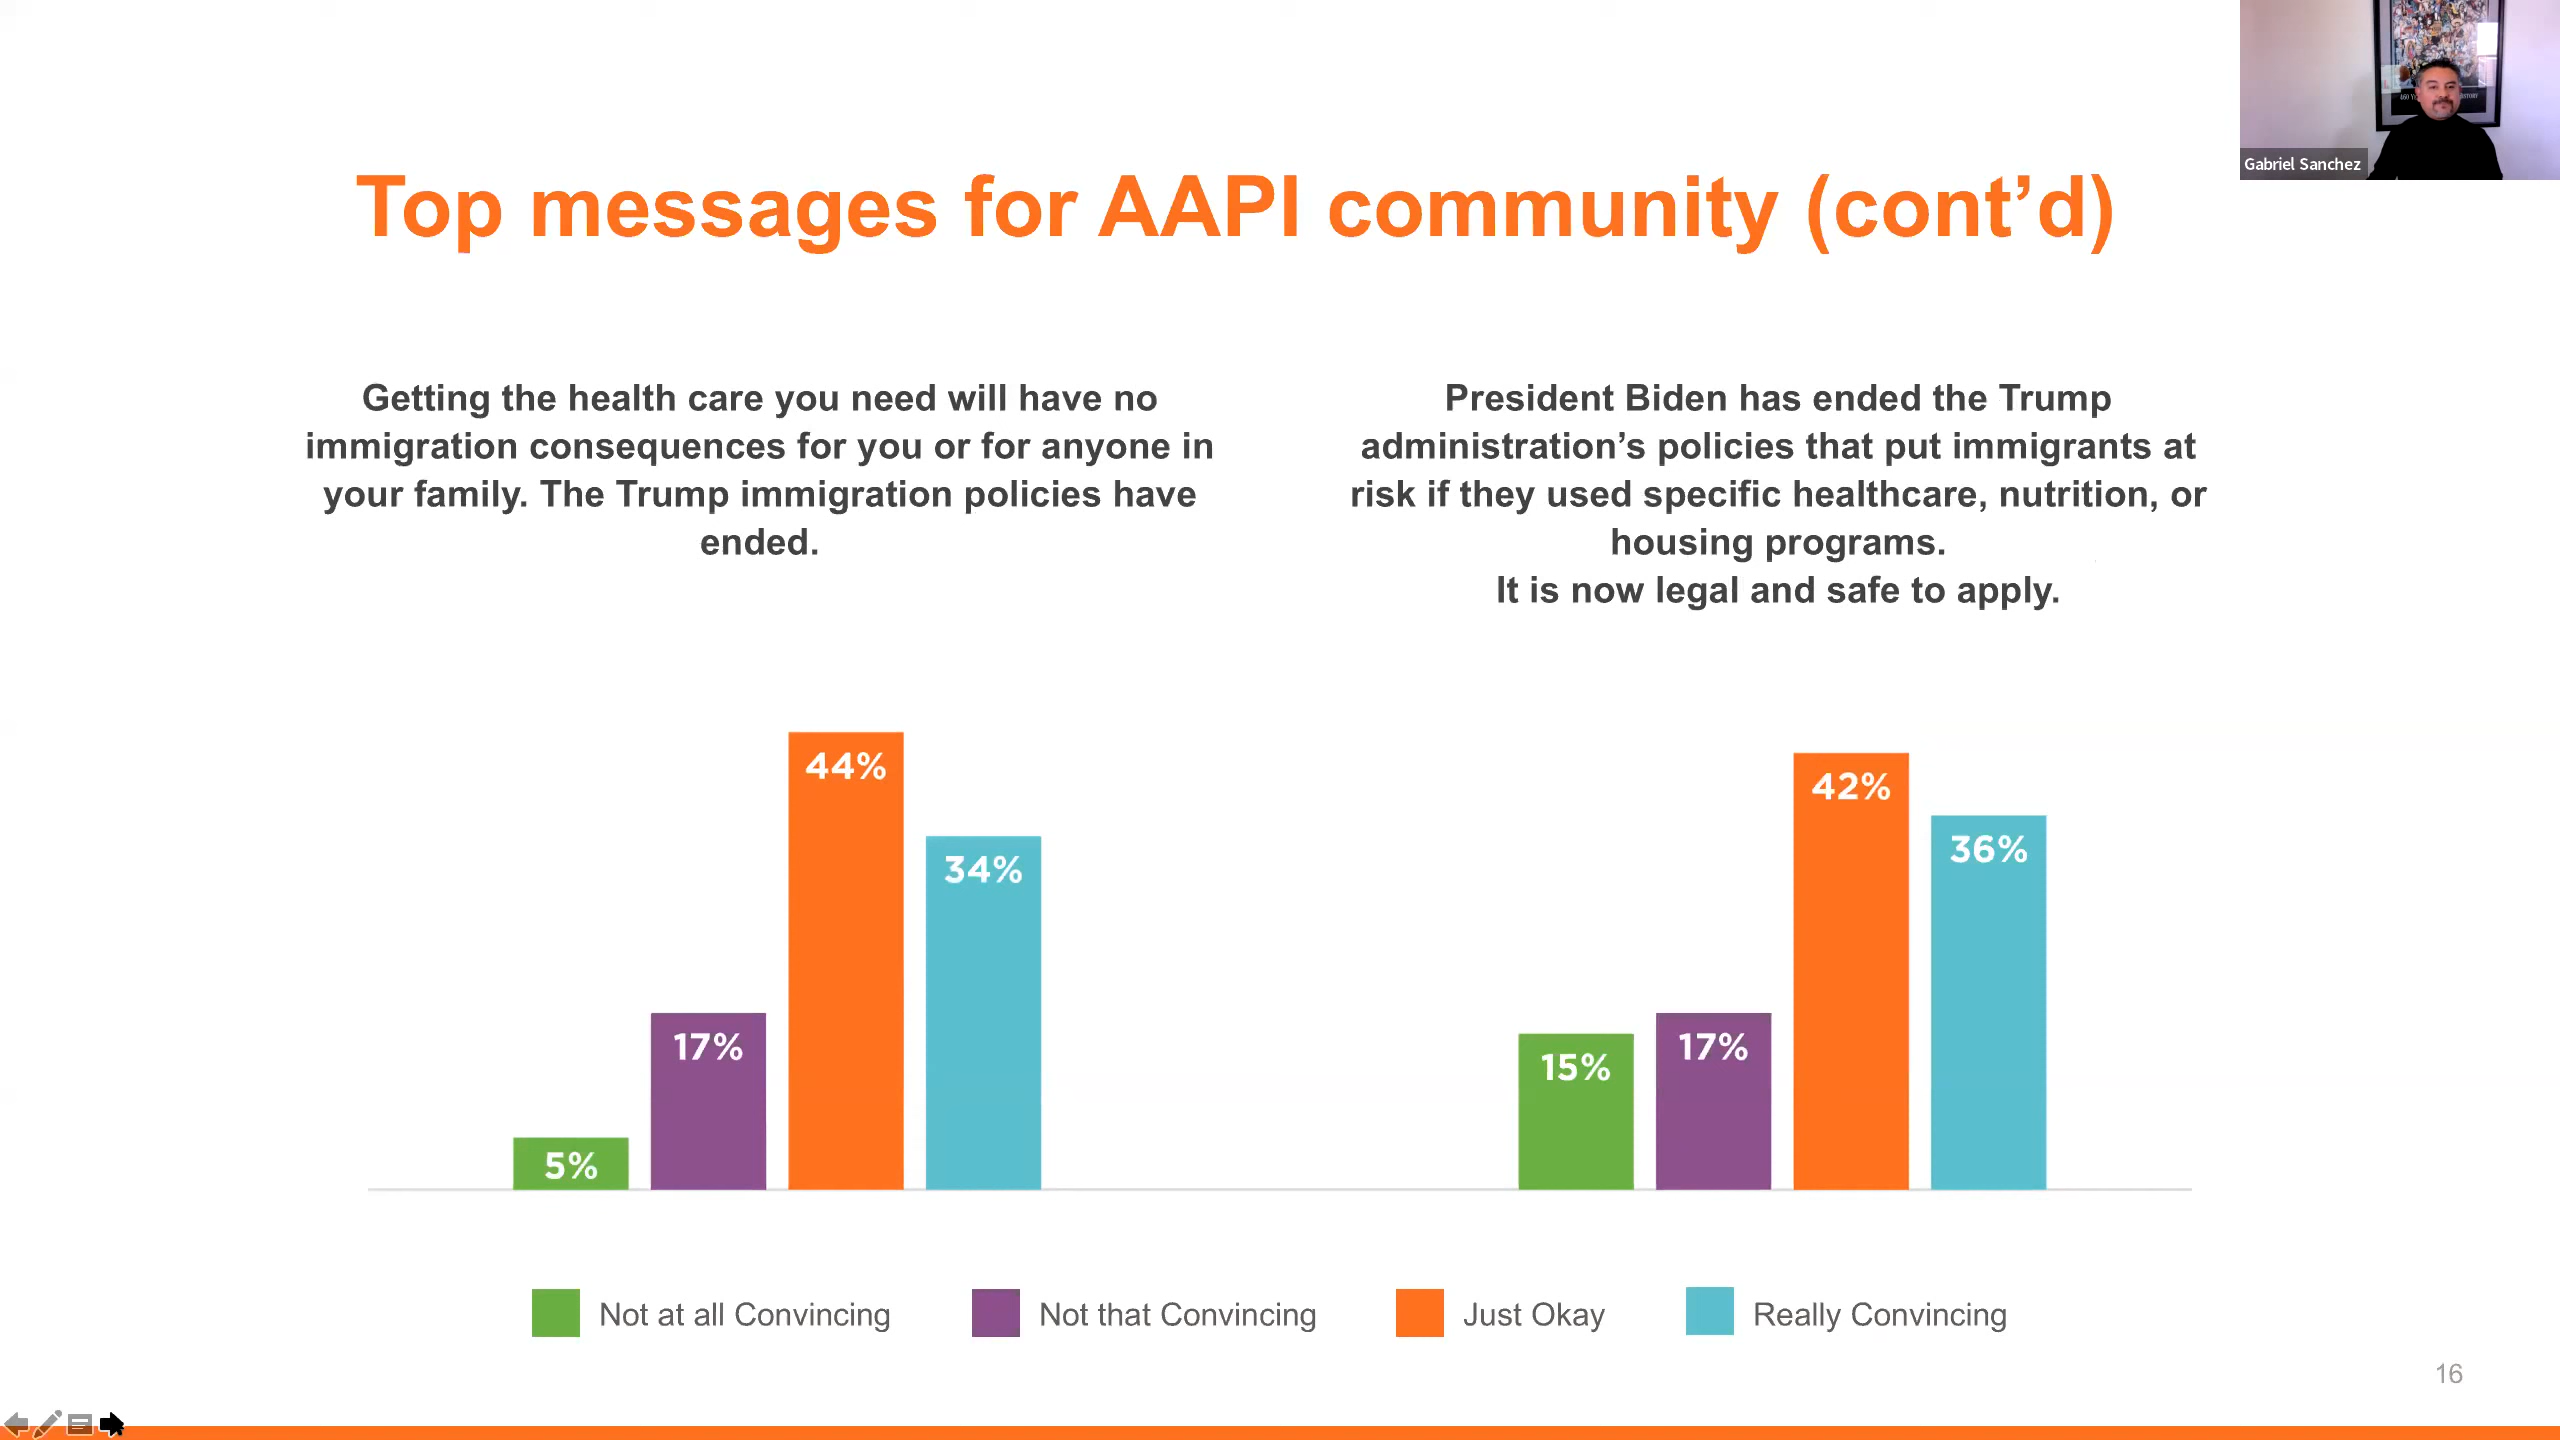 Gabriel Sanchez
Top messages for AAPI community (cont’d)
Getting the health care you need will have no
immigration consequences for you or for anyone in
your family. The Trump immigration policies have
ended.
President Biden has ended the Trump
administration’s policies that put immigrants at
risk if they used specific healthcare, nutrition, or
housing programs.
It is now legal and safe to apply.
5%
17%
44%
34%
15%
17%
42%
36%
Not at all Convincing
Not that Convincing
Just Okay
Really Convincing
16